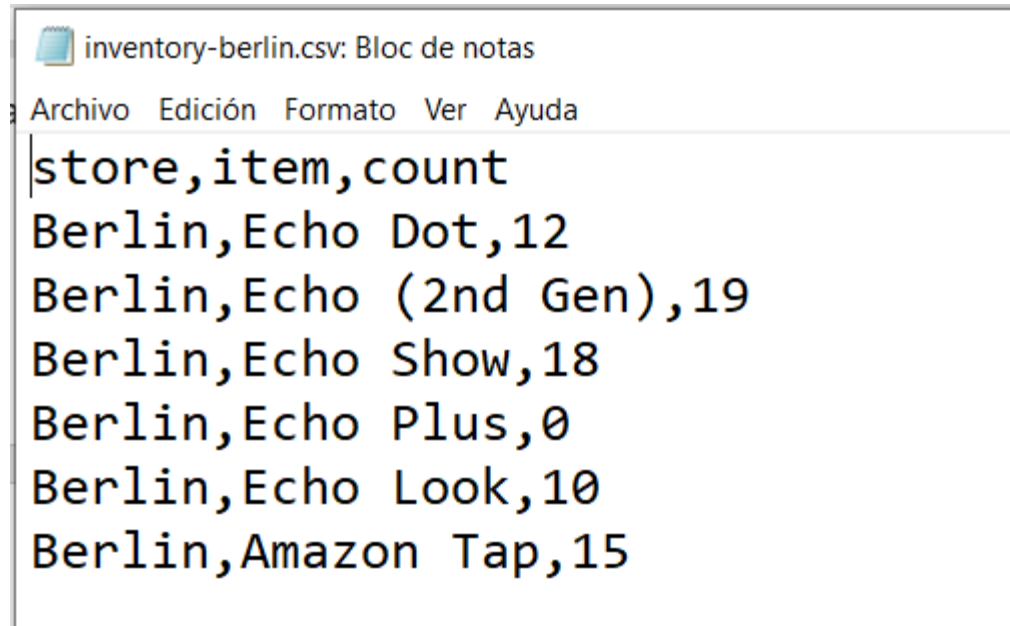 inventory-berlin.csv: Bloc de notas
Archivo Edición Formato Ver Ayuda
store,item,count
Berlin,Echo Dot,12
Berlin,Echo (2nd Gen),19
Berlin,Echo Show,18
Berlin,Echo Plus,0
Berlin,Echo Look,10
Berlin,Amazon Tap,15